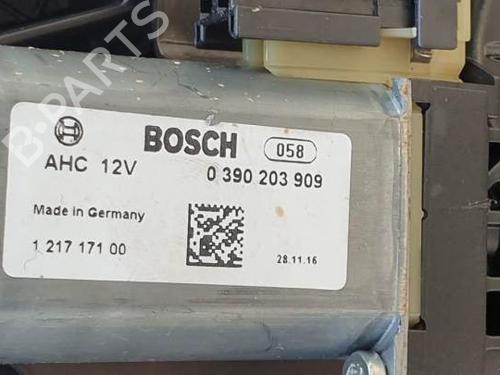 BOSCH
058
AHC 12V
0 390 203 909
Made in Germany
1 217 171 00
28.11.16
B-PARTS